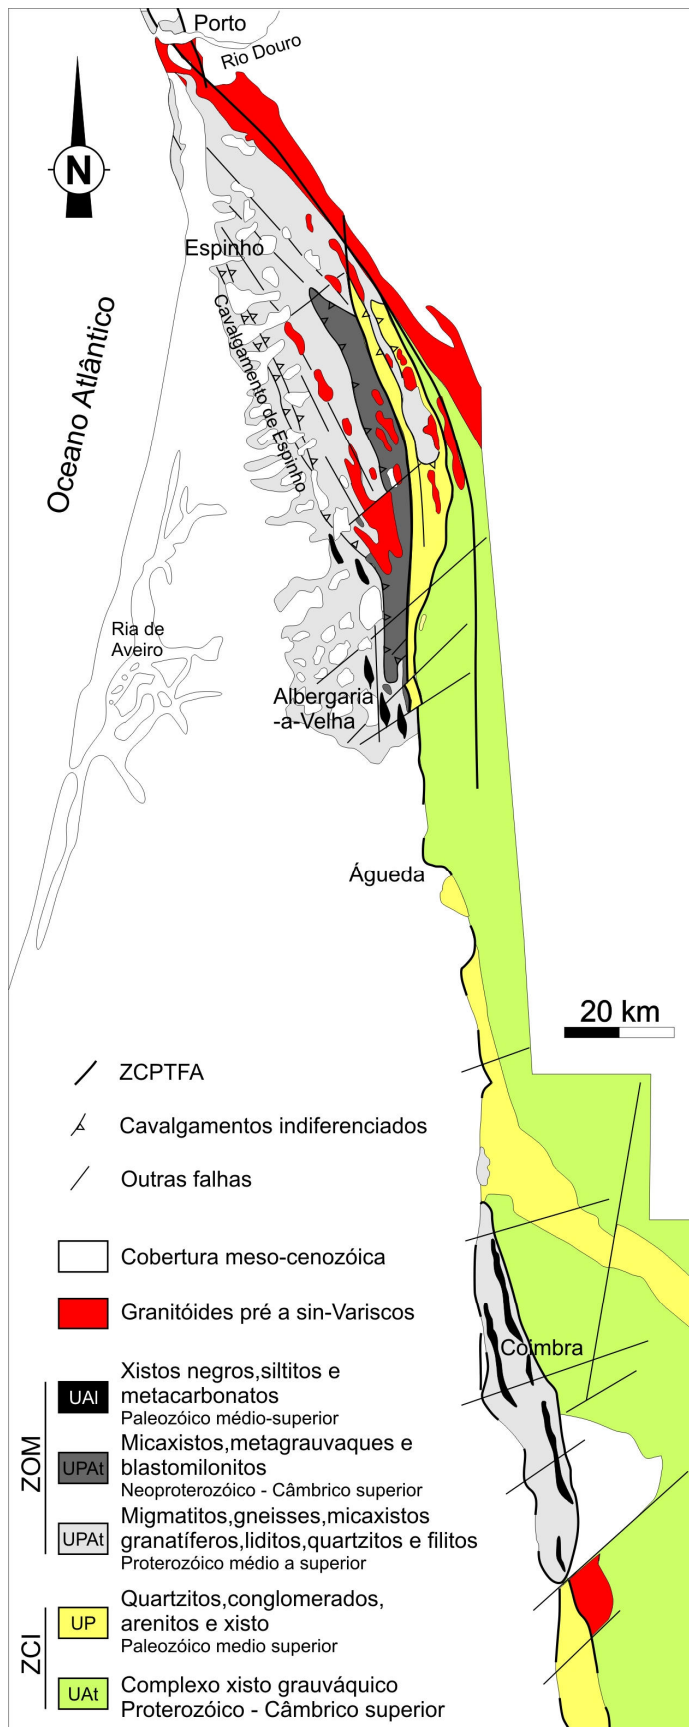 Porto
Rio Douro
N
Espinho
Cavalgamento de Espinho
Oceano Atlântico
Ria de
Aveiro
Albergaria
-a-Velha
Águeda
20 km
ZCPTFA
Cavalgamentos indiferenciados
Outras falhas
Cobertura meso-cenozóica
Granitóides pré a sin-Variscos
Coimbra
ZOM
UAl
Xistos negros,siltitos e
metacarbonatos
Paleozóico médio-superior
UPAt
Micaxistos,metagrauvaques e
blastomilonitos
Neoproterozóico - Câmbrico superior
UPAt
Migmatitos,gneisses,micaxistos
granatíferos,liditos,quartzitos e filitos
Proterozóico médio a superior
ZCI
UP
Quartzitos,conglomerados,
arenitos e xisto
Paleozóico medio superior
UAt
Complexo xisto grauváquico
Proterozóico - Câmbrico superior